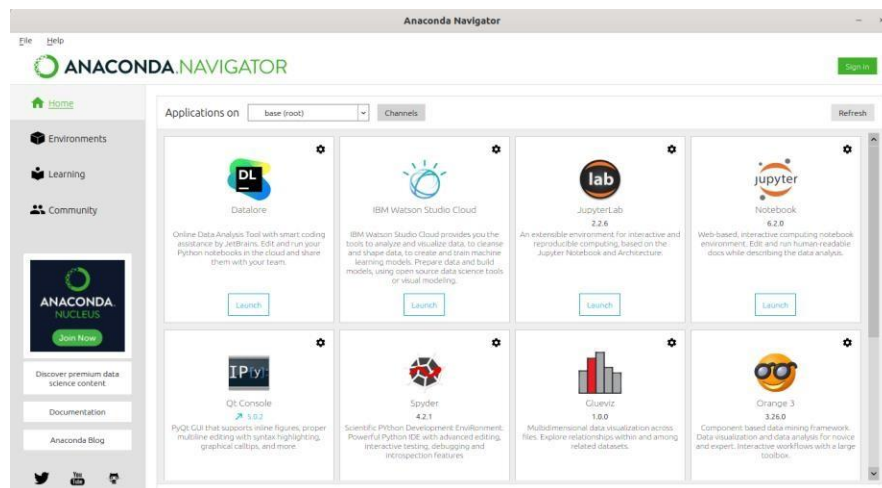 Anaconda Navigator
File Help
ANACONDA.NAVIGATOR
Sign in
Home
Environments
Learning
Community
ANACONDA.
NUCLEUS
Join Now
Discover premium data
science content
Documentation
Anaconda Blog
You
Tube
Applications on base (root) Channels
Refresh
DL
Datalore
Online Data Analysis Tool with smart coding
assistance by JetBrains. Edit and run your
Python notebooks in the cloud and share
them with your team.
Launch
IBM Watson Studio Cloud
IBM Watson Studio Cloud provides you the
tools to analyze and visualize data, to cleanse
and shape data, to create and train machine
learning models. Prepare data and build
models, using open source data science tools
or visual modeling.
Launch
lab
JupyterLab
2.2.6
An extensible environment for interactive and
reproducible computing, based on the
Jupyter Notebook and Architecture.
Launch
jupyter
Notebook
6.2.0
Web-based, interactive computing notebook
environment. Edit and run human-readable
docs while describing the data analysis.
Launch
IP[y]:
Qt Console
5.0.2
PyQt GUI that supports inline figures, proper
multiline editing with syntax highlighting,
graphical calltips, and more.
Spyder
4.2.1
Scientific PYthon Development EnviRonment.
Powerful Python IDE with advanced editing,
interactive testing, debugging and
introspection features
Glueviz
1.0.0
Multidimensional data visualization across
files. Explore relationships within and among
related datasets.
Orange 3
3.26.0
Component based data mining framework.
Data visualization and data analysis for novice
and expert. Interactive workflows with a large
toolbox.